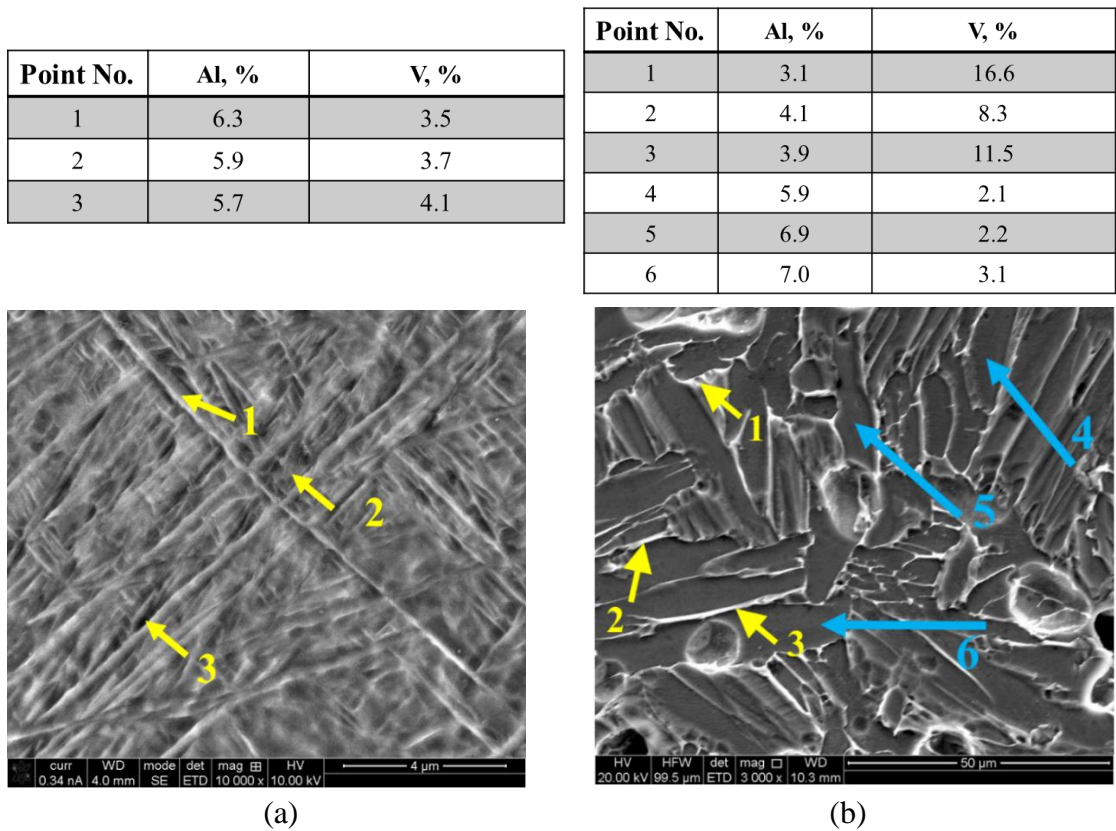 Point No. Al, % V, %
1 6.3 3.5
2 5.9 3.7
3 5.7 4.1
Point No. Al, % V, %
1 3.1 16.6
2 4.1 8.3
3 3.9 11.5
4 5.9 2.1
5 6.9 2.2
6 7.0 3.1
1
2
3
curr WD mode det mag HV 4 µm
0.34 nA 4.0 mm SE ETD 10 000 x 10.00 kV
1
4
5
2
3
6
HV HFW det mag WD 50 µm
20.00 kV 99.5 µm ETD 3 000 x 10.3 mm
(a)
(b)